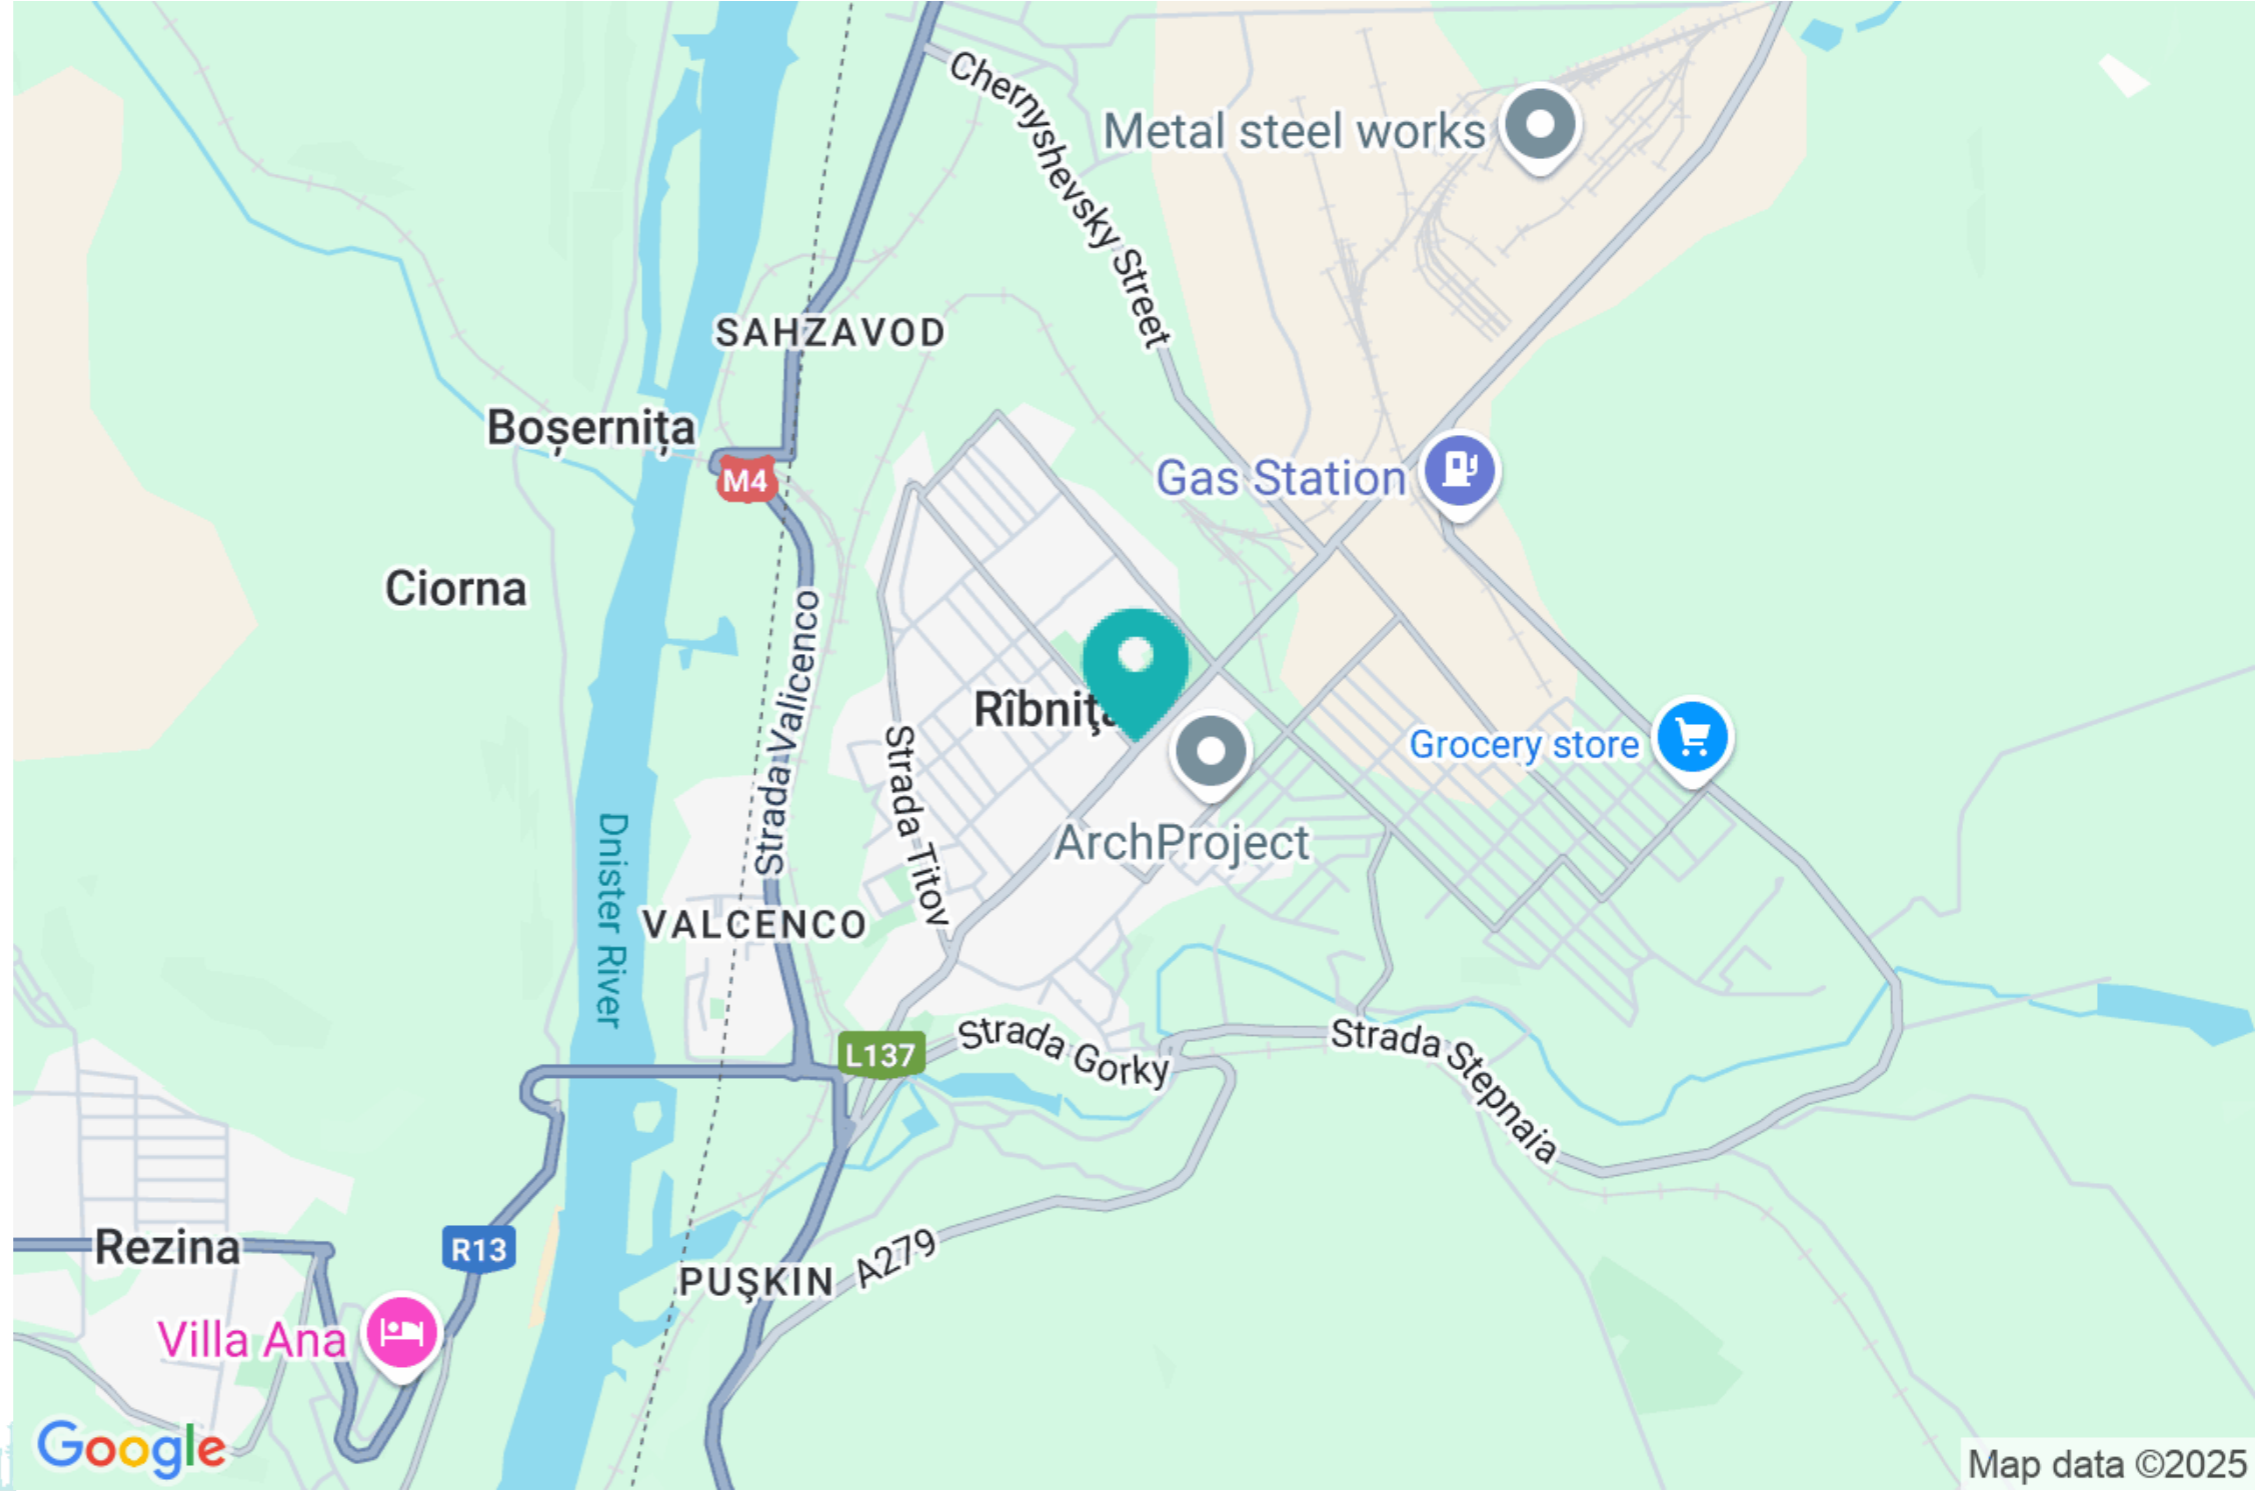 Chernyshevsky Street
Metal steel works
SAHZAVOD
Boșernița
M4
Gas Station
Ciorna
Strada Valicenco
Rîbniţa
Strada Titov
Grocery store
ArchProject
Dnister River
VALCENCO
L137
Strada Gorky
Strada Stepnaia
Rezina
R13
A279
PUŞKIN
Villa Ana
Google
Map data ©2025